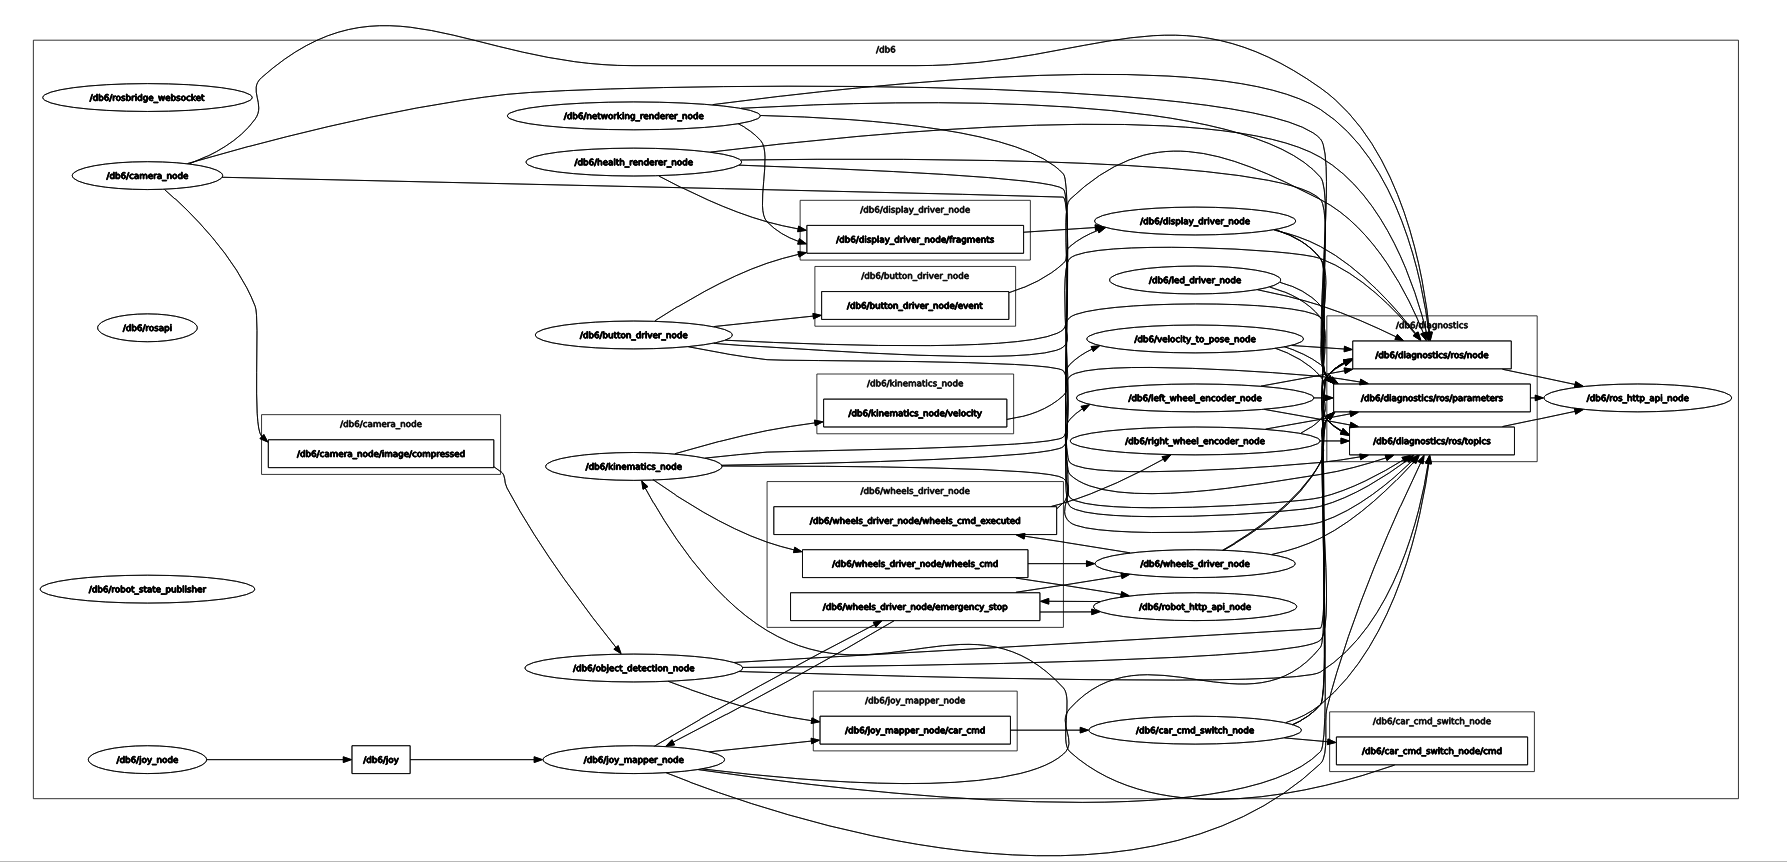 /db6
/db6/rosbridge_websocket
/db6/networking_renderer_node
/db6/health_renderer_node
/db6/camera_node
/db6/display_driver_node
/db6/display_driver_node
/db6/display_driver_node/fragments
/db6/button_driver_node
/db6/led_driver_node
/db6/button_driver_node/event
/db6/rosapi
/db6/button_driver_node
/db6/velocity_to_pose_node
/db6/diagnostics
/db6/diagnostics/ros/node
/db6/kinematics_node
/db6/left_wheel_encoder_node
/db6/diagnostics/ros/parameters
/db6/ros_http_api_node
/db6/kinematics_node/velocity
/db6/camera_node
/db6/right_wheel_encoder_node
/db6/diagnostics/ros/topics
/db6/camera_node/image/compressed
/db6/kinematics_node
/db6/wheels_driver_node
/db6/wheels_driver_node/wheels_cmd_executed
/db6/wheels_driver_node/wheels_cmd
/db6/wheels_driver_node
/db6/robot_state_publisher
/db6/wheels_driver_node/emergency_stop
/db6/robot_http_api_node
/db6/object_detection_node
/db6/joy_mapper_node
/db6/car_cmd_switch_node
/db6/joy_mapper_node/car_cmd
/db6/car_cmd_switch_node
/db6/car_cmd_switch_node/cmd
/db6/joy_node
/db6/joy
/db6/joy_mapper_node